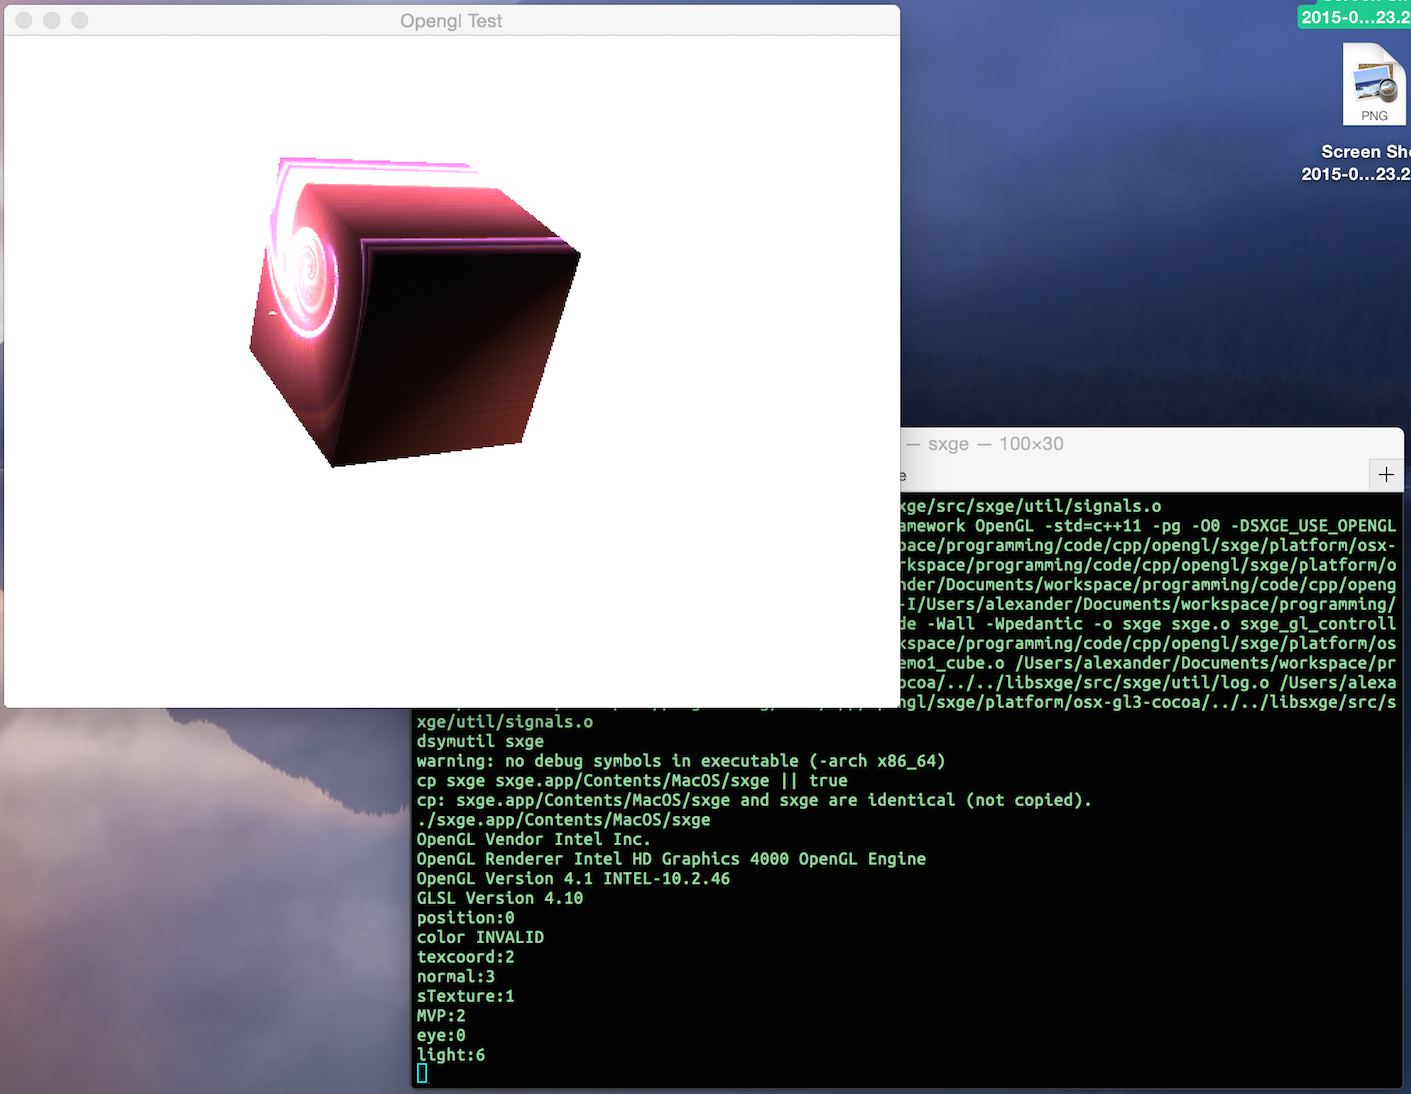 Opengl Test
2015-0...23.2
PNG
Screen Sh
2015-0...23.2
— sxge — 100×30
e
+
xge/src/sxge/util/signals.o
amework OpenGL -std=c++11 -pg -O0 -DSXGE_USE_OPENGL
pace/programming/code/cpp/opengl/sxge/platform/osx-
rkspace/programming/code/cpp/opengl/sxge/platform/o
nder/Documents/workspace/programming/code/cpp/openg
-I/Users/alexander/Documents/workspace/programming/
de -Wall -Wpedantic -o sxge sxge.o sxge_gl_controll
kspace/programming/code/cpp/opengl/sxge/platform/os
emo1_cube.o /Users/alexander/Documents/workspace/pr
ocoa/../../libsxge/src/sxge/util/log.o /Users/alexa
ngl/sxge/platform/osx-gl3-cocoa/../../libsxge/src/s
xge/util/signals.o
dsymutil sxge
warning: no debug symbols in executable (-arch x86_64)
cp sxge sxge.app/Contents/MacOS/sxge || true
cp: sxge.app/Contents/MacOS/sxge and sxge are identical (not copied).
./sxge.app/Contents/MacOS/sxge
OpenGL Vendor Intel Inc.
OpenGL Renderer Intel HD Graphics 4000 OpenGL Engine
OpenGL Version 4.1 INTEL-10.2.46
GLSL Version 4.10
position:0
color INVALID
texcoord:2
normal:3
sTexture:1
MVP:2
eye:0
light:6